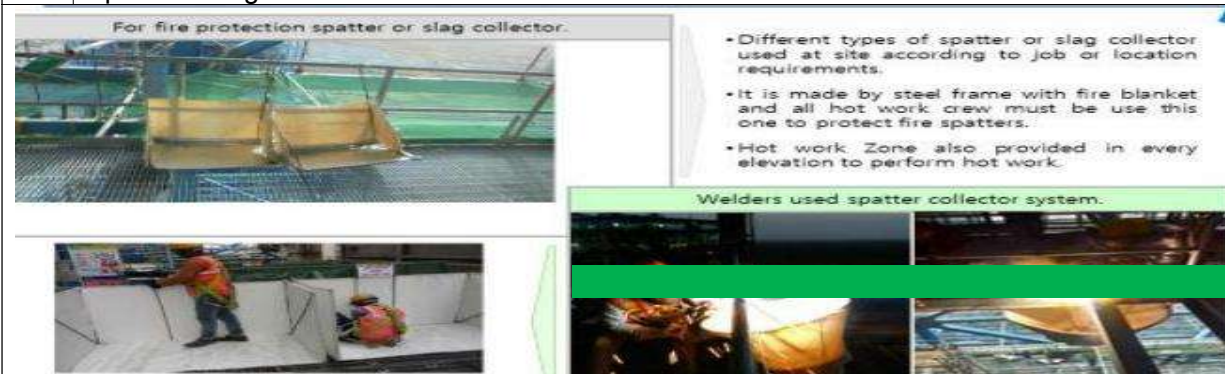 For fire protection spatter or slag collector.
• Different types of spatter or slag collector
used at site according to job or location
requirements.
• It is made by steel frame with fire blanket
and all hot work crew must be use this
one to protect fire spatters.
• Hot work Zone also provided in every
elevation to perform hot work.
Welders used spatter collector system.